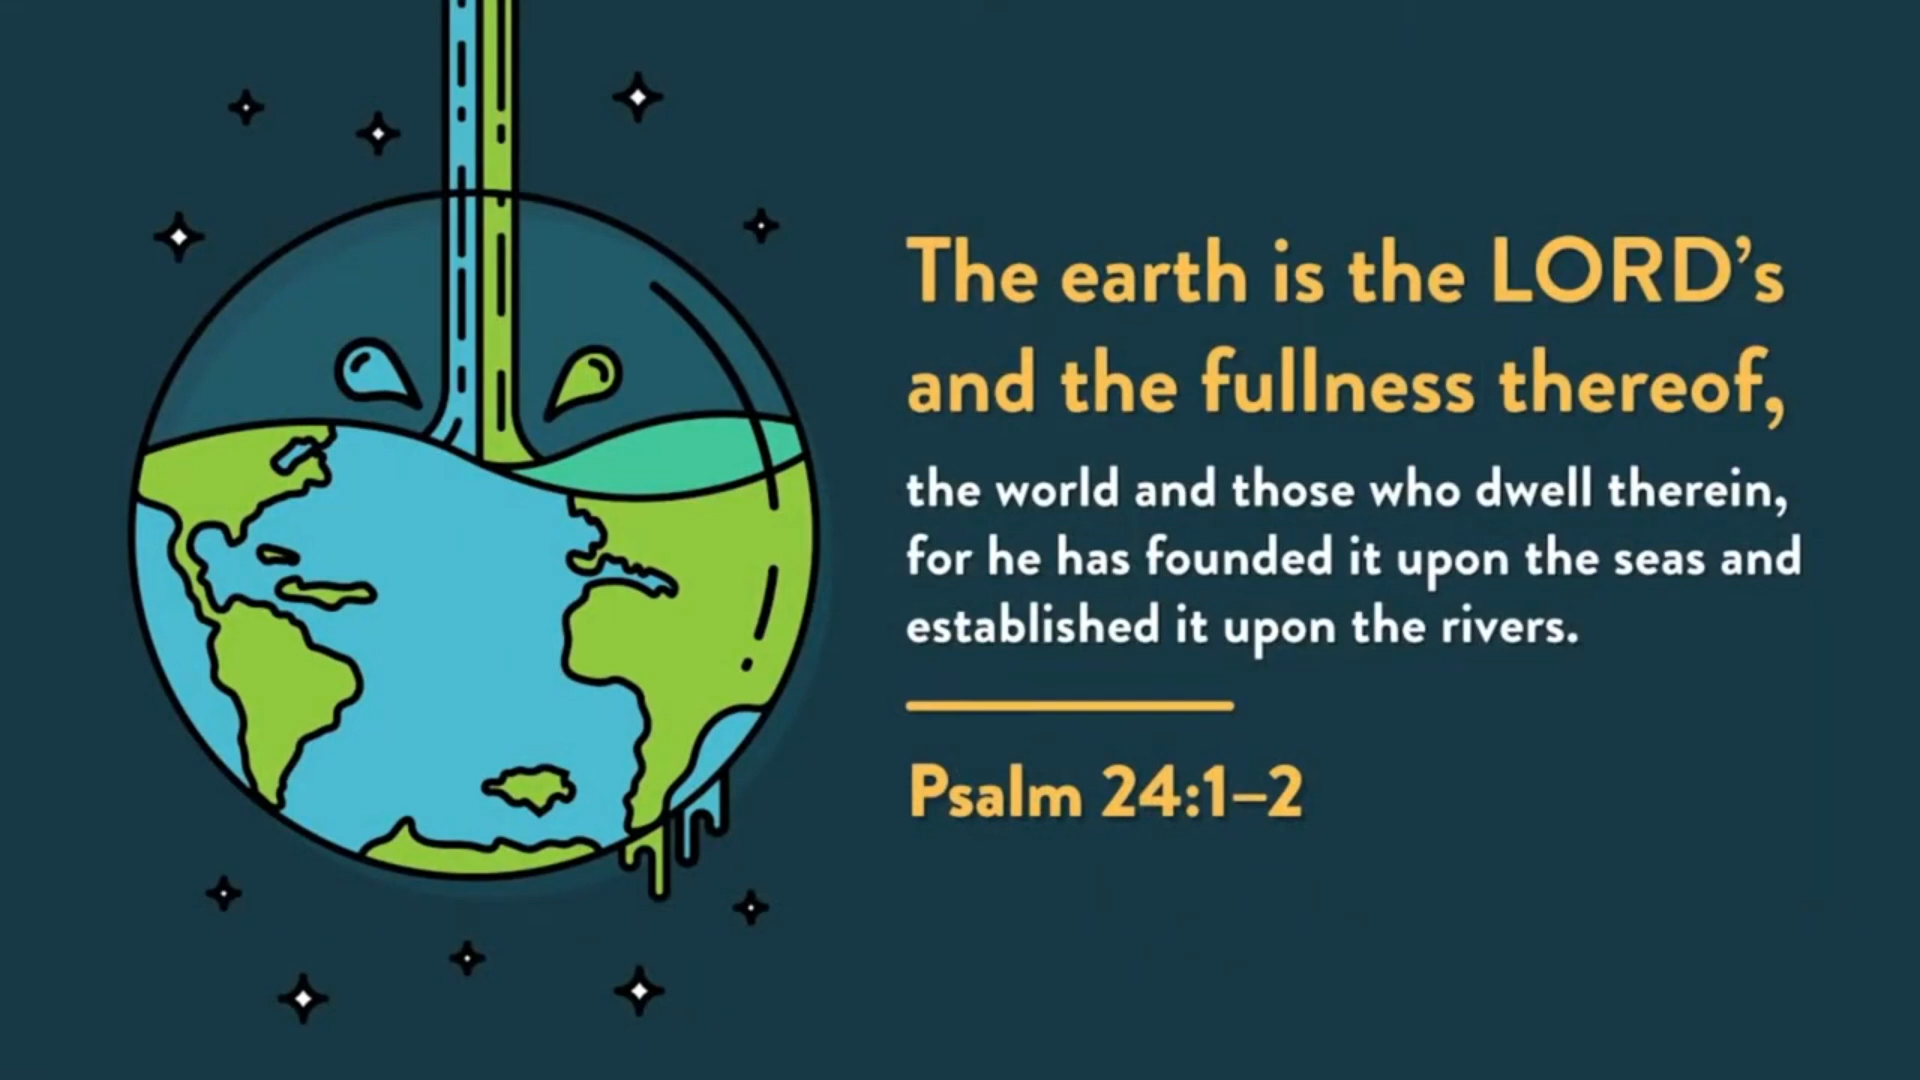 The earth is the LORD’s
and the fullness thereof,
the world and those who dwell therein,
for he has founded it upon the seas and
established it upon the rivers.
Psalm 24:1–2